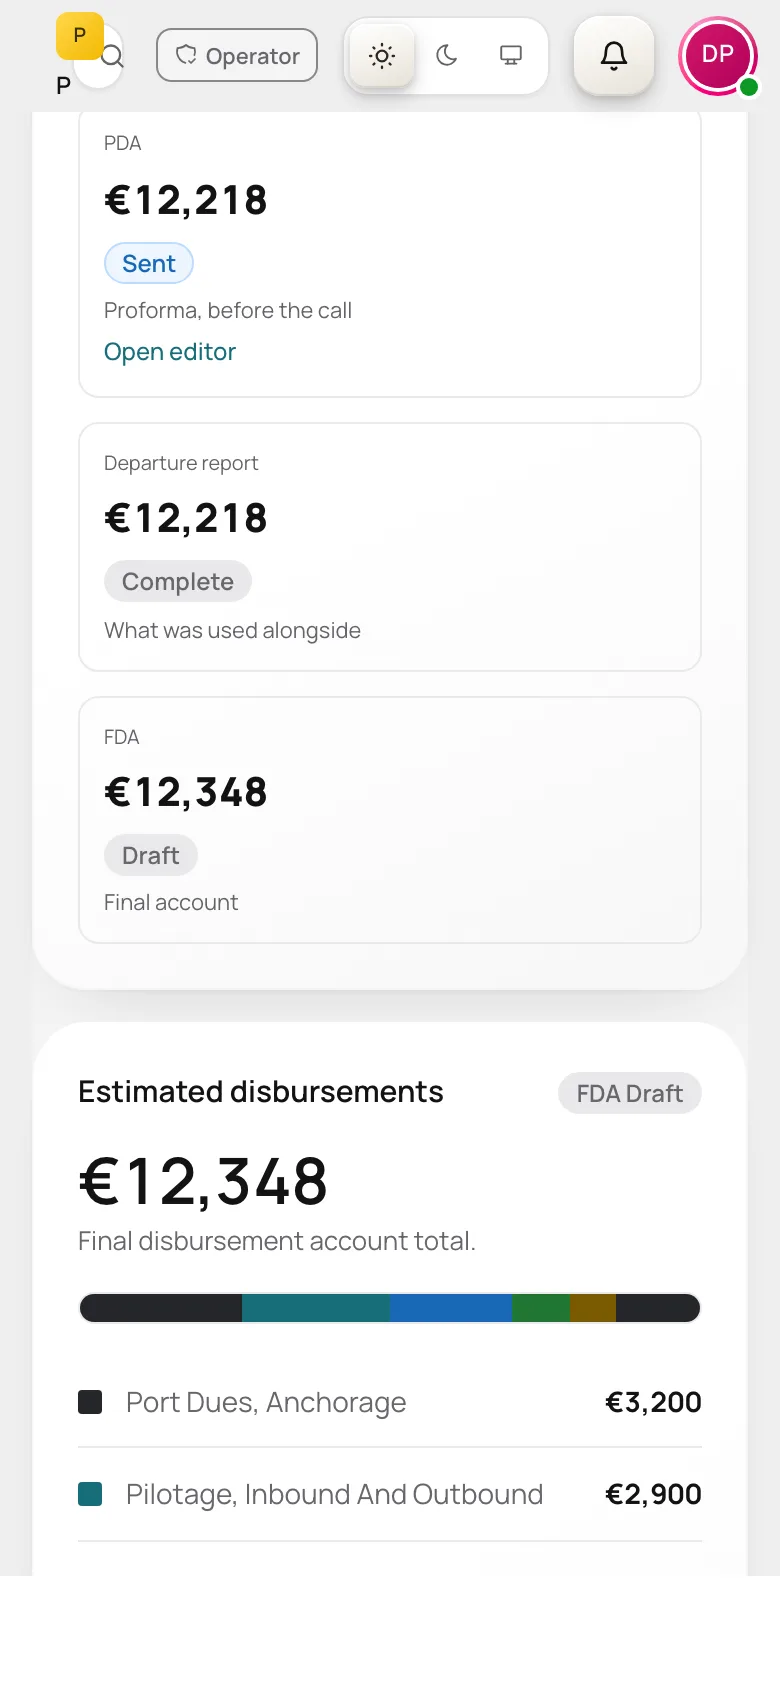 P
P
Operator
DP
PDA
€12,218
Sent
Proforma, before the call
Open editor
Departure report
€12,218
Complete
What was used alongside
FDA
€12,348
Draft
Final account
Estimated disbursements
FDA Draft
€12,348
Final disbursement account total.
Port Dues, Anchorage €3,200
Pilotage, Inbound And Outbound €2,900